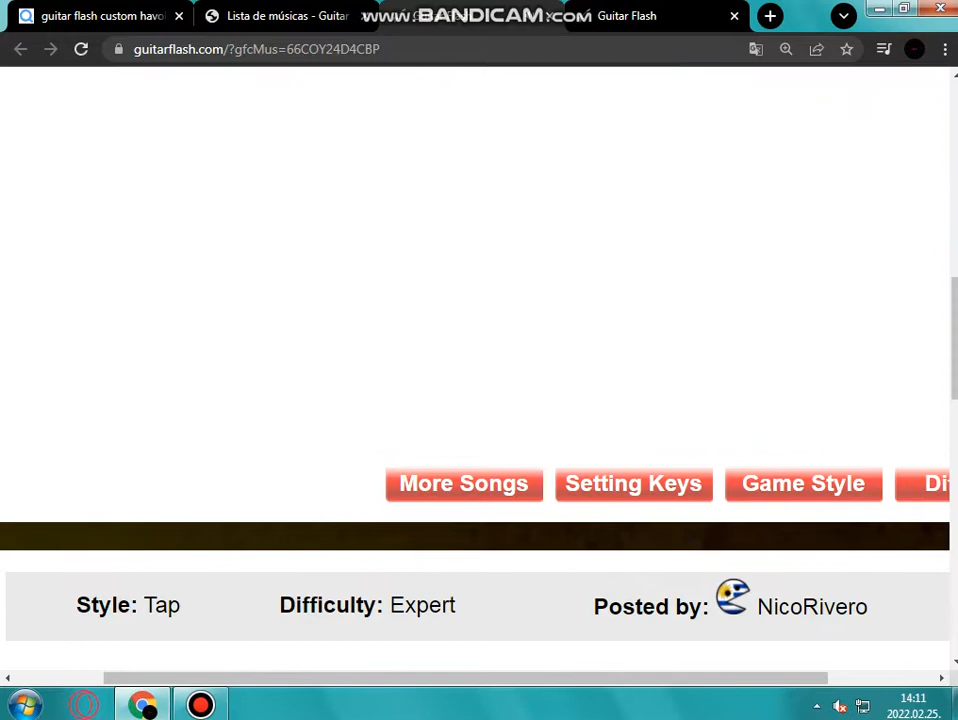 guitar flash custom havo
Lista de músicas - Guitar
www.BANDICAM.com
Guitar Flash
guitarflash.com/?gfcMus=66COY24D4CBP
More Songs
Setting Keys
Game Style
Di
Style: Tap
Difficulty: Expert
Posted by: NicoRivero
14:11
2022.02.25.